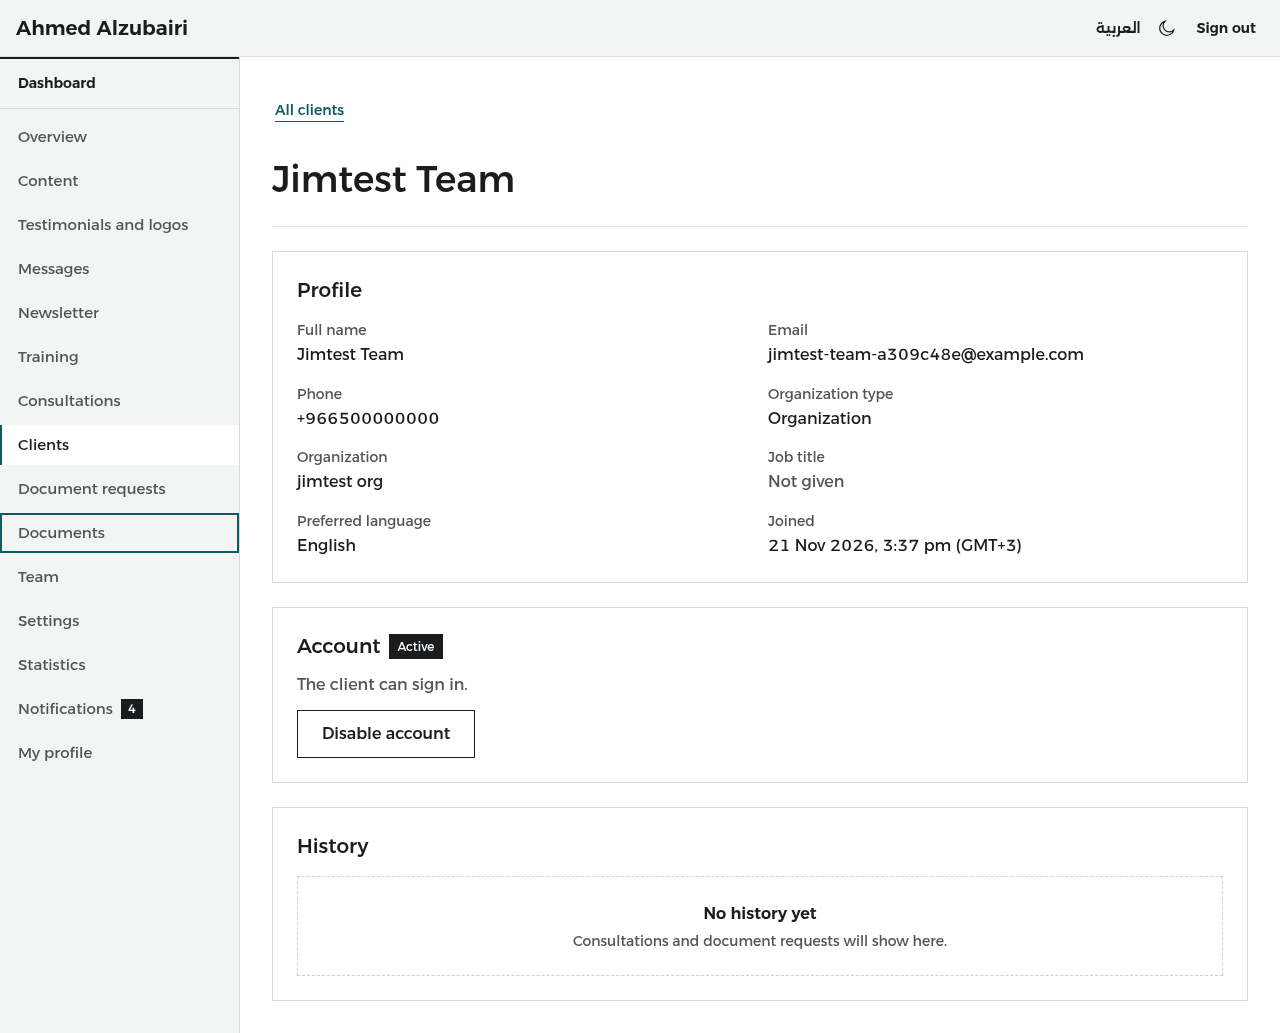 Ahmed Alzubairi
العربية
Sign out
Dashboard
Overview
Content
Testimonials and logos
Messages
Newsletter
Training
Consultations
Clients
Document requests
Documents
Team
Settings
Statistics
Notifications 4
My profile
All clients
Jimtest Team
Profile
Full name
Jimtest Team
Email
jimtest-team-a309c48e@example.com
Phone
+966500000000
Organization type
Organization
Organization
jimtest org
Job title
Not given
Preferred language
English
Joined
21 Nov 2026, 3:37 pm (GMT+3)
Account Active
The client can sign in.
Disable account
History
No history yet
Consultations and document requests will show here.